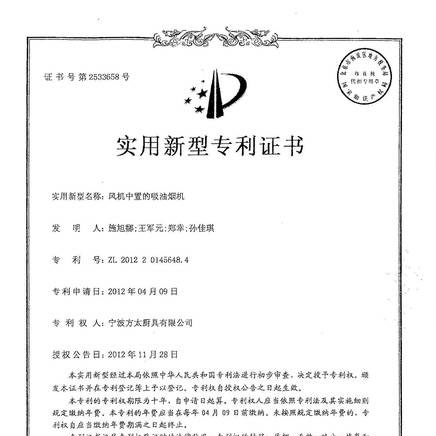 证书号第2533658号
实用新型专利证书
实用新型名称：风机中置的吸油烟机
发 明 人：施旭娜;王军元;郑幸;孙佳琪
专 利 号：ZL 2012 2 0145648.4
专利申请日：2012年04月09日
专 利 权 人：宁波方太厨具有限公司
授权公告日：2012年11月28日
本实用新型经过本局依照中华人民共和国专利法进行初步审查，决定授予专利权，颁
发本证书并在专利登记簿上予以登记。专利权自授权公告之日起生效。
本专利的专利权期限为十年，自申请日起算。专利权人应当依照专利法及其实施细则
规定缴纳年费。本专利的年费应当在每年04月09日前缴纳。未按照规定缴纳年费的，专
利权自应当缴纳年费期满之日起终止。